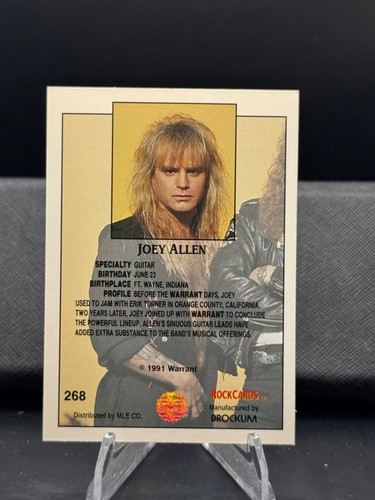 JOEY ALLEN
SPECIALTY GUITAR
BIRTHDAY JUNE 23
BIRTHPLACE FT. WAYNE, INDIANA
PROFILE BEFORE THE WARRANT DAYS, JOEY
USED TO JAM WITH ERIK TURNER IN ORANGE COUNTY, CALIFORNIA.
TWO YEARS LATER, JOEY JOINED UP WITH WARRANT TO CONCLUDE
THE POWERFUL LINEUP. ALLEN'S SINUOUS GUITAR LEADS HAVE
ADDED EXTRA SUBSTANCE TO THE BAND'S MUSICAL OFFERINGS.
© 1991 Warrant
268
ROCKCARDS
Distributed by MLE CO.
Manufactured by
BROCKUM